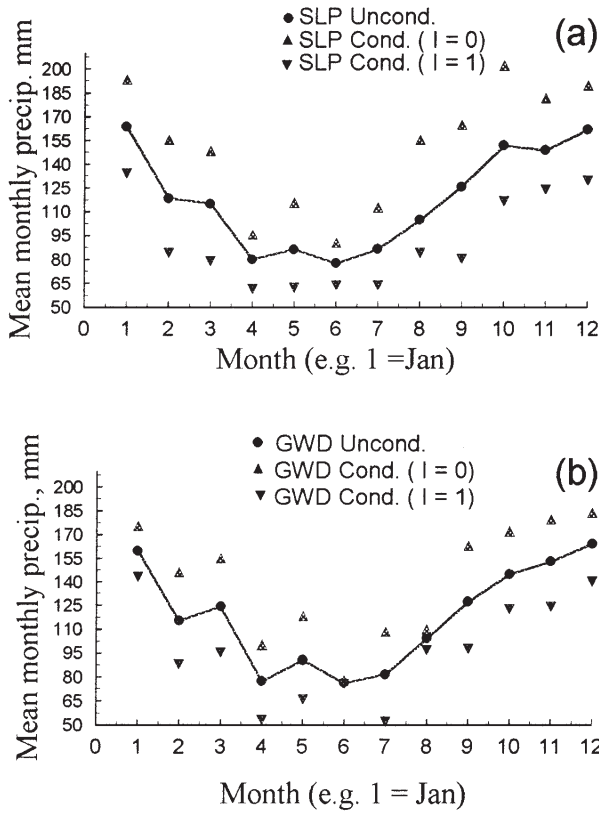 ● SLP Uncond.
▲ SLP Cond. ( I = 0)
▼ SLP Cond. ( I = 1)
(a)
Mean monthly precip. mm
200
185
170
155
140
125
110
95
80
65
50
0 1 2 3 4 5 6 7 8 9 10 11 12
Month (e.g. 1 =Jan)
● GWD Uncond.
▲ GWD Cond. ( I = 0)
▼ GWD Cond. ( I = 1)
(b)
Mean monthly precip., mm
200
185
170
155
140
125
110
95
80
65
50
0 1 2 3 4 5 6 7 8 9 10 11 12
Month (e.g. 1 = Jan)